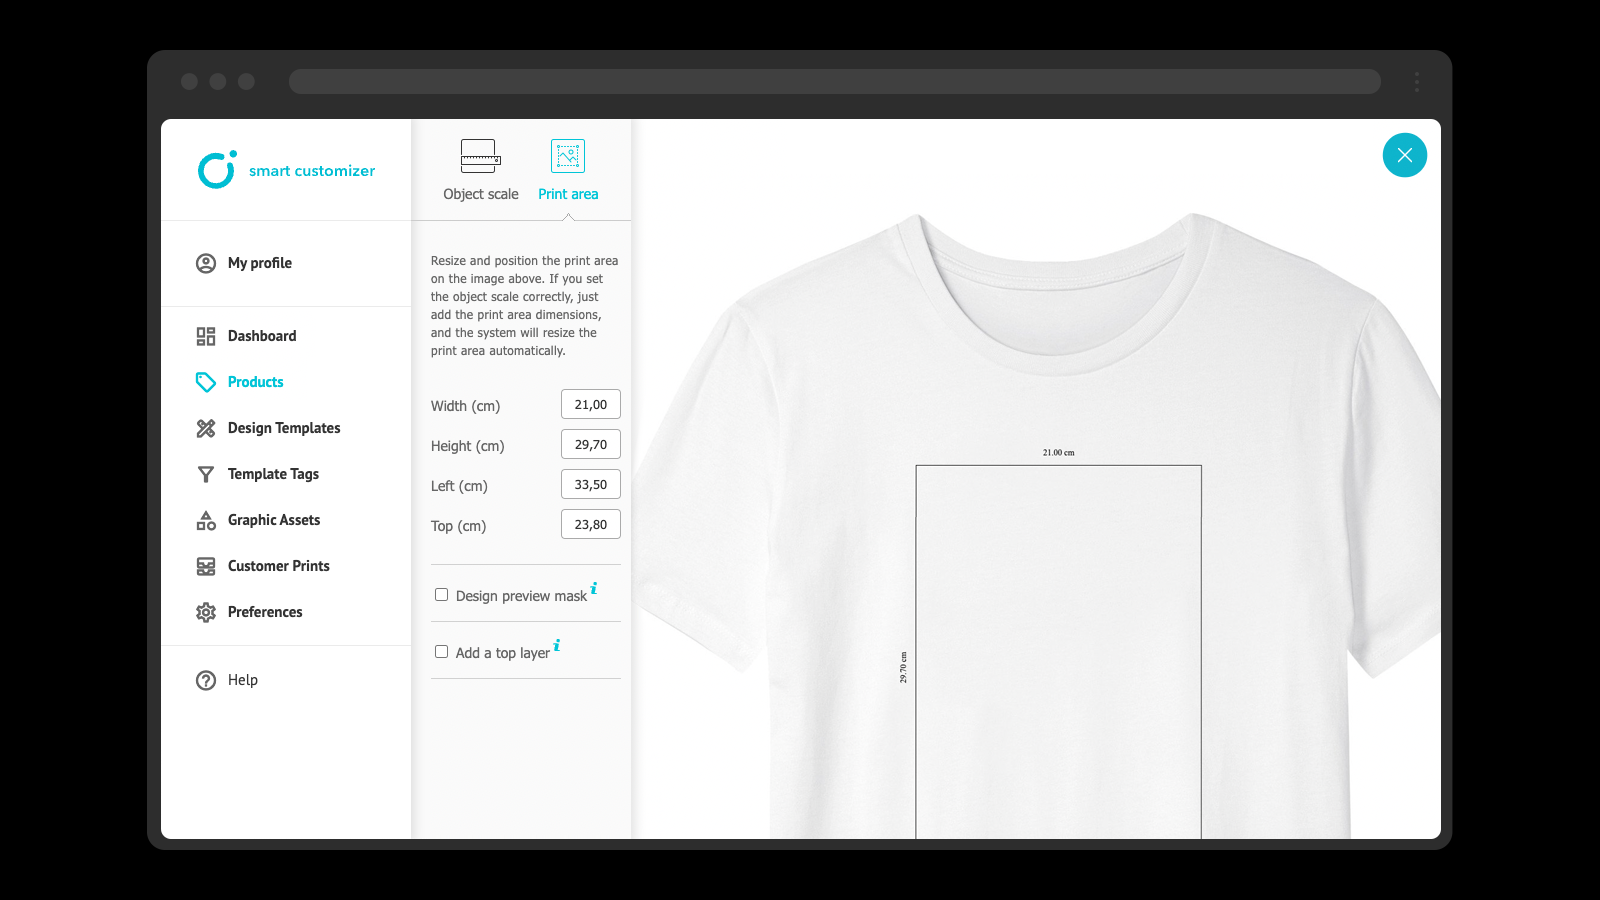 smart customizer
My profile
Dashboard
Products
Design Templates
Template Tags
Graphic Assets
Customer Prints
Preferences
Help
Object scale
Print area
Resize and position the print area
on the image above. If you set
the object scale correctly, just
add the print area dimensions,
and the system will resize the
print area automatically.
Width (cm) 21,00
Height (cm) 29,70
Left (cm) 33,50
Top (cm) 23,80
Design preview mask i
Add a top layer i
21.00 cm
29.70 cm